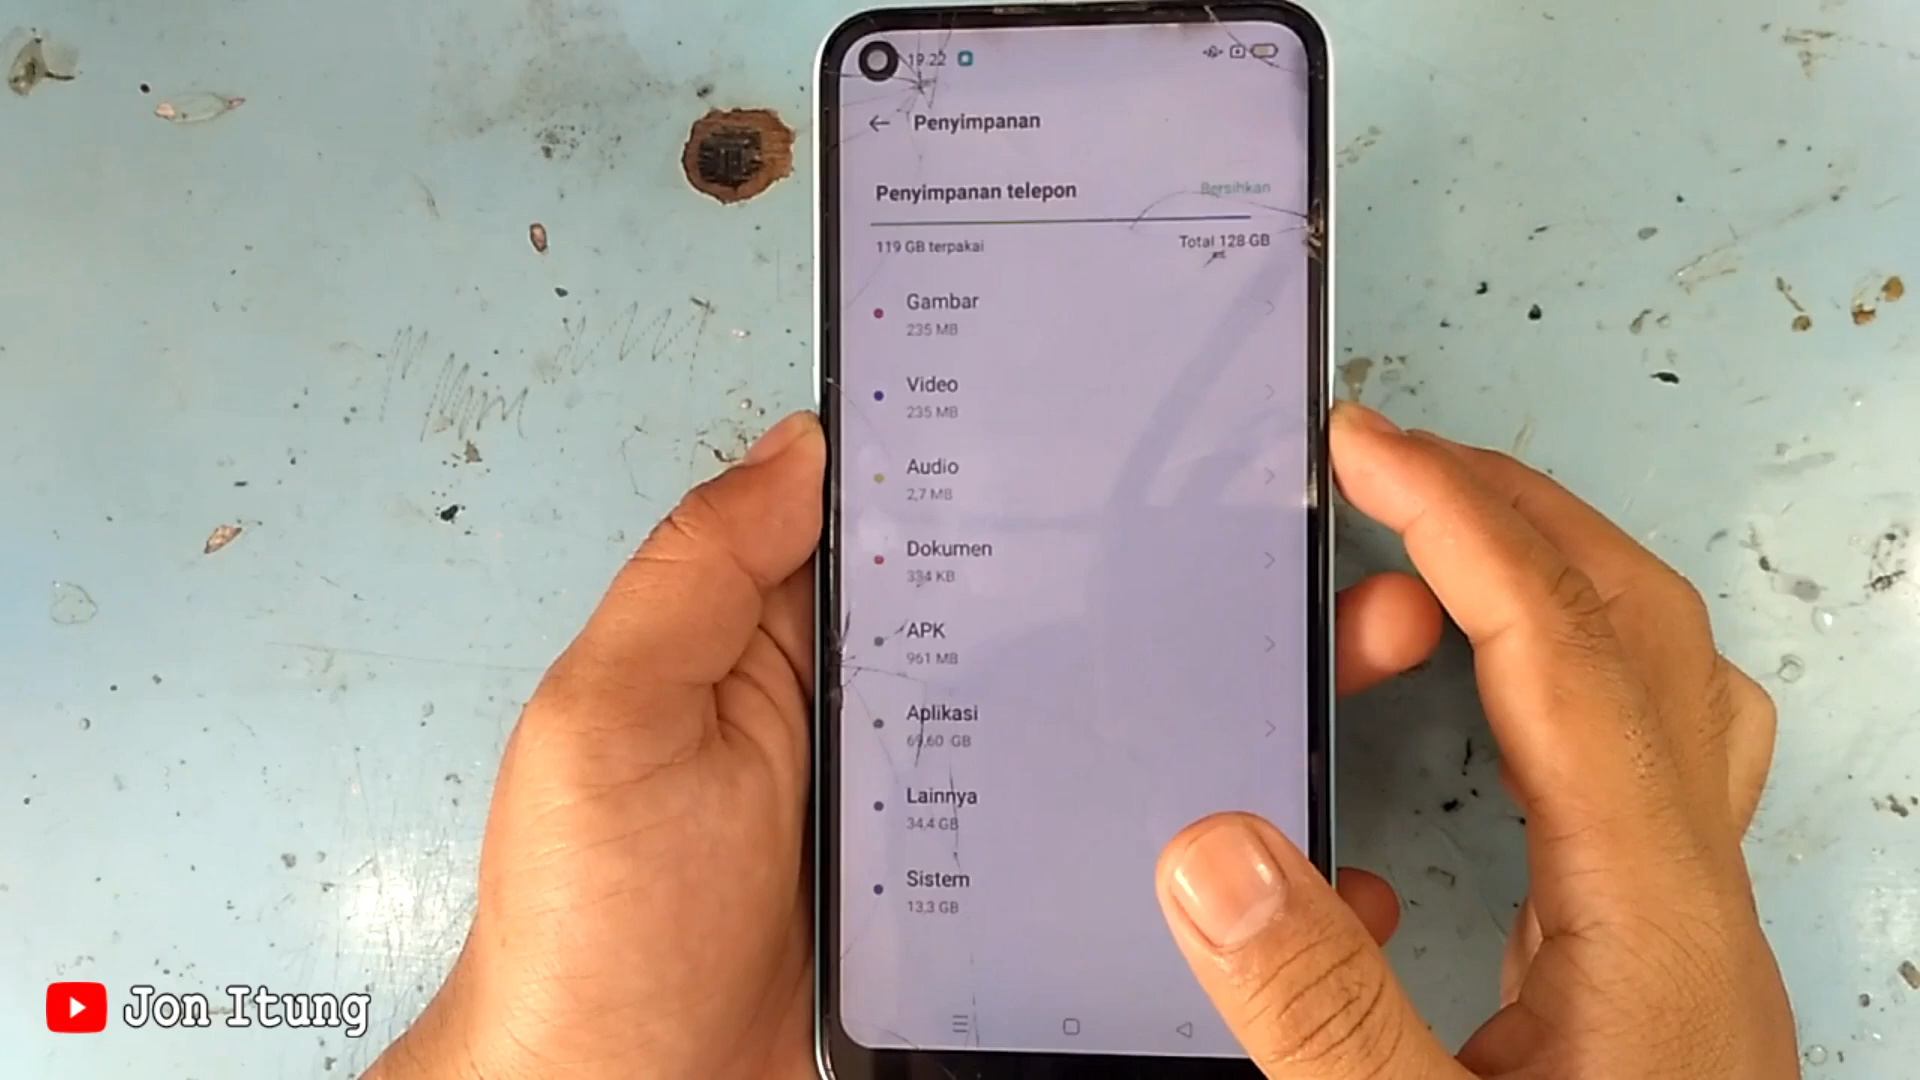 19.22
Penyimpanan
Penyimpanan telepon
Bersihkan
119 GB terpakai
Total 128 GB
Gambar
235 MB
Video
235 MB
Audio
2,7 MB
Dokumen
334 KB
APK
961 MB
Aplikasi
69,60 GB
Lainnya
34,4 GB
Sistem
13,3 GB
Jon Itung